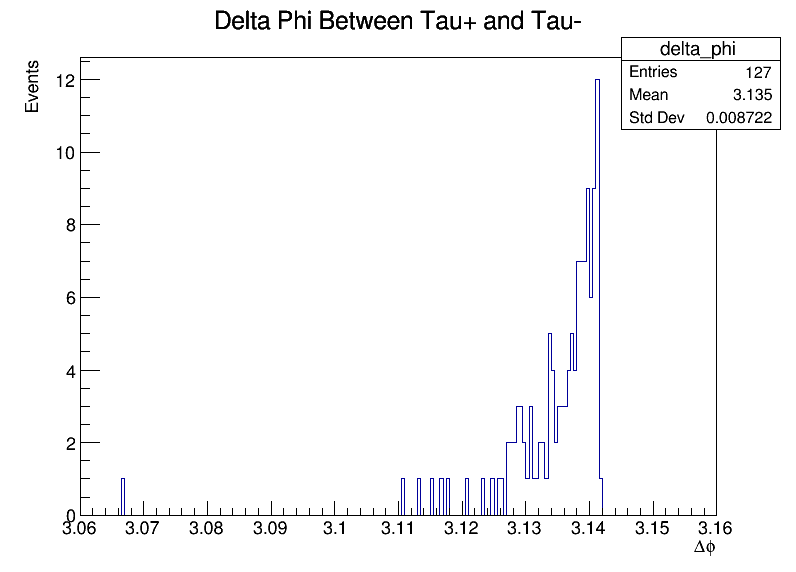 Delta Phi Between Tau+ and Tau-
delta_phi
Entries 127
Mean 3.135
Std Dev 0.008722
Events
12
10
8
6
4
2
0
3.06 3.07 3.08 3.09 3.1 3.11 3.12 3.13 3.14 3.15 3.16
Δϕ